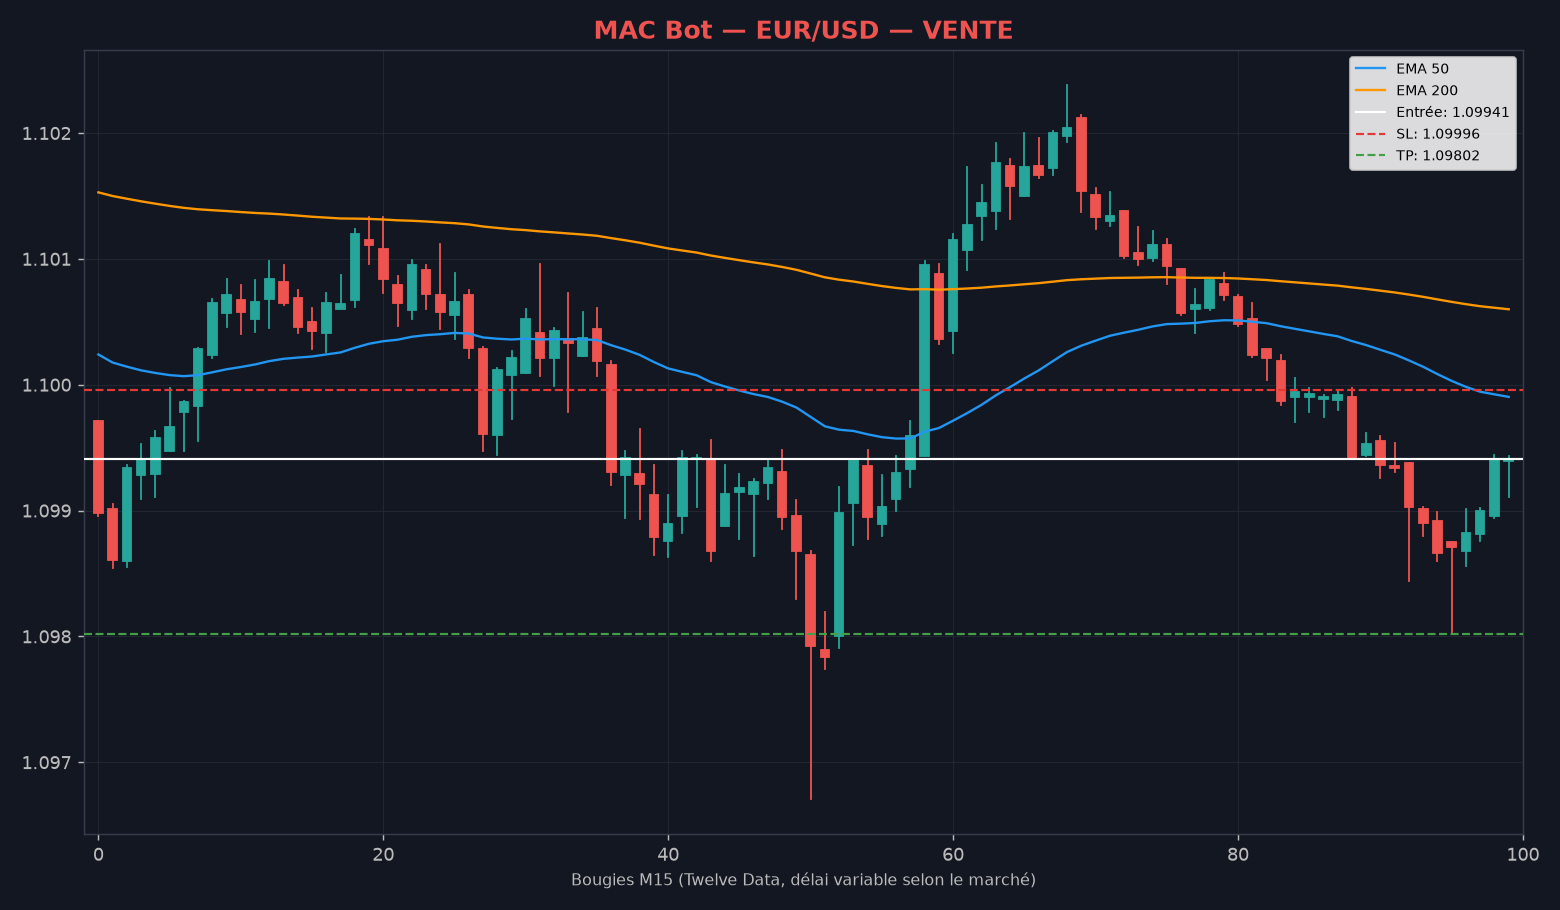 MAC Bot — EUR/USD — VENTE
EMA 50
EMA 200
Entrée: 1.09941
SL: 1.09996
TP: 1.09802
1.102
1.101
1.100
1.099
1.098
1.097
0 20 40 60 80 100
Bougies M15 (Twelve Data, délai variable selon le marché)